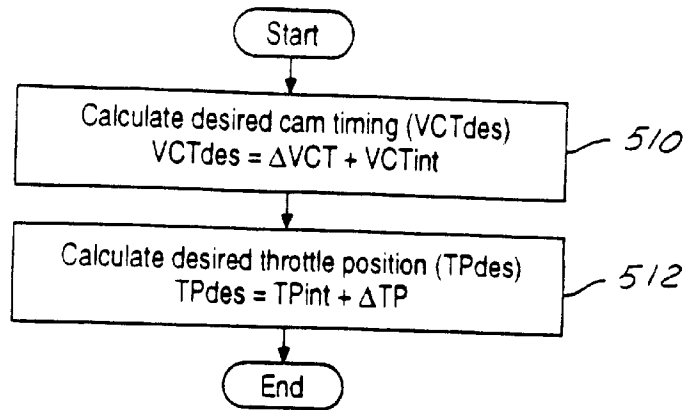 Start
Calculate desired cam timing (VCTdes)
VCTdes = ΔVCT + VCTint
510
Calculate desired throttle position (TPdes)
TPdes = TPint + ΔTP
512
End